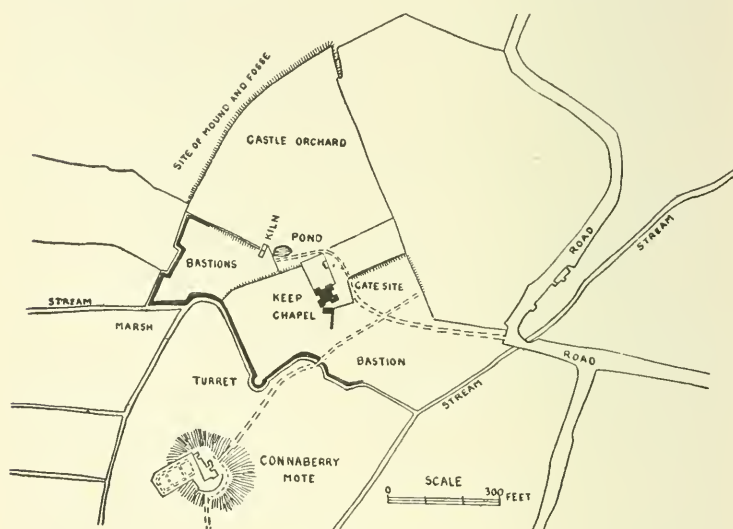 SITE OF MOUND AND FOSSE
CASTLE ORCHARD
ROAD
STREAM
KILN
POND
BASTIONS
GATE SITE
KEEP
CHAPEL
STREAM
MARSH
BASTION
ROAD
TURRET
STREAM
CONNABERRY
MOTE
SCALE
0 300 FEET